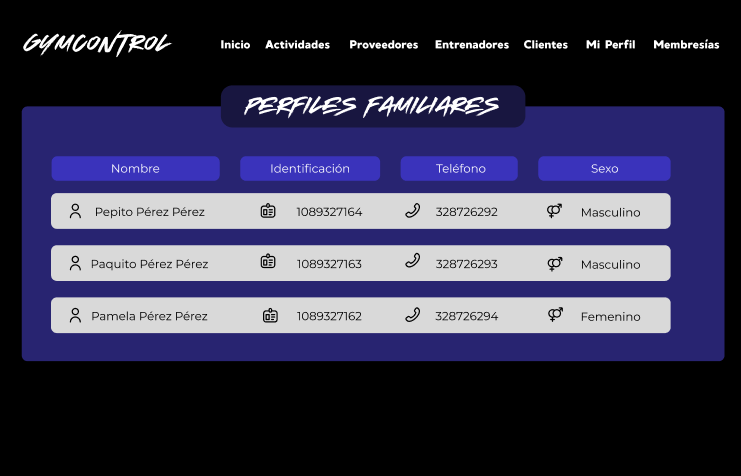 GYMCONTROL Inicio Actividades Proveedores Entrenadores Clientes Mi Perfil Membresías
PERFILES FAMILIARES
Nombre Identificación Teléfono Sexo
Pepito Pérez Pérez 1089327164 328726292 Masculino
Paquito Pérez Pérez 1089327163 328726293 Masculino
Pamela Pérez Pérez 1089327162 328726294 Femenino